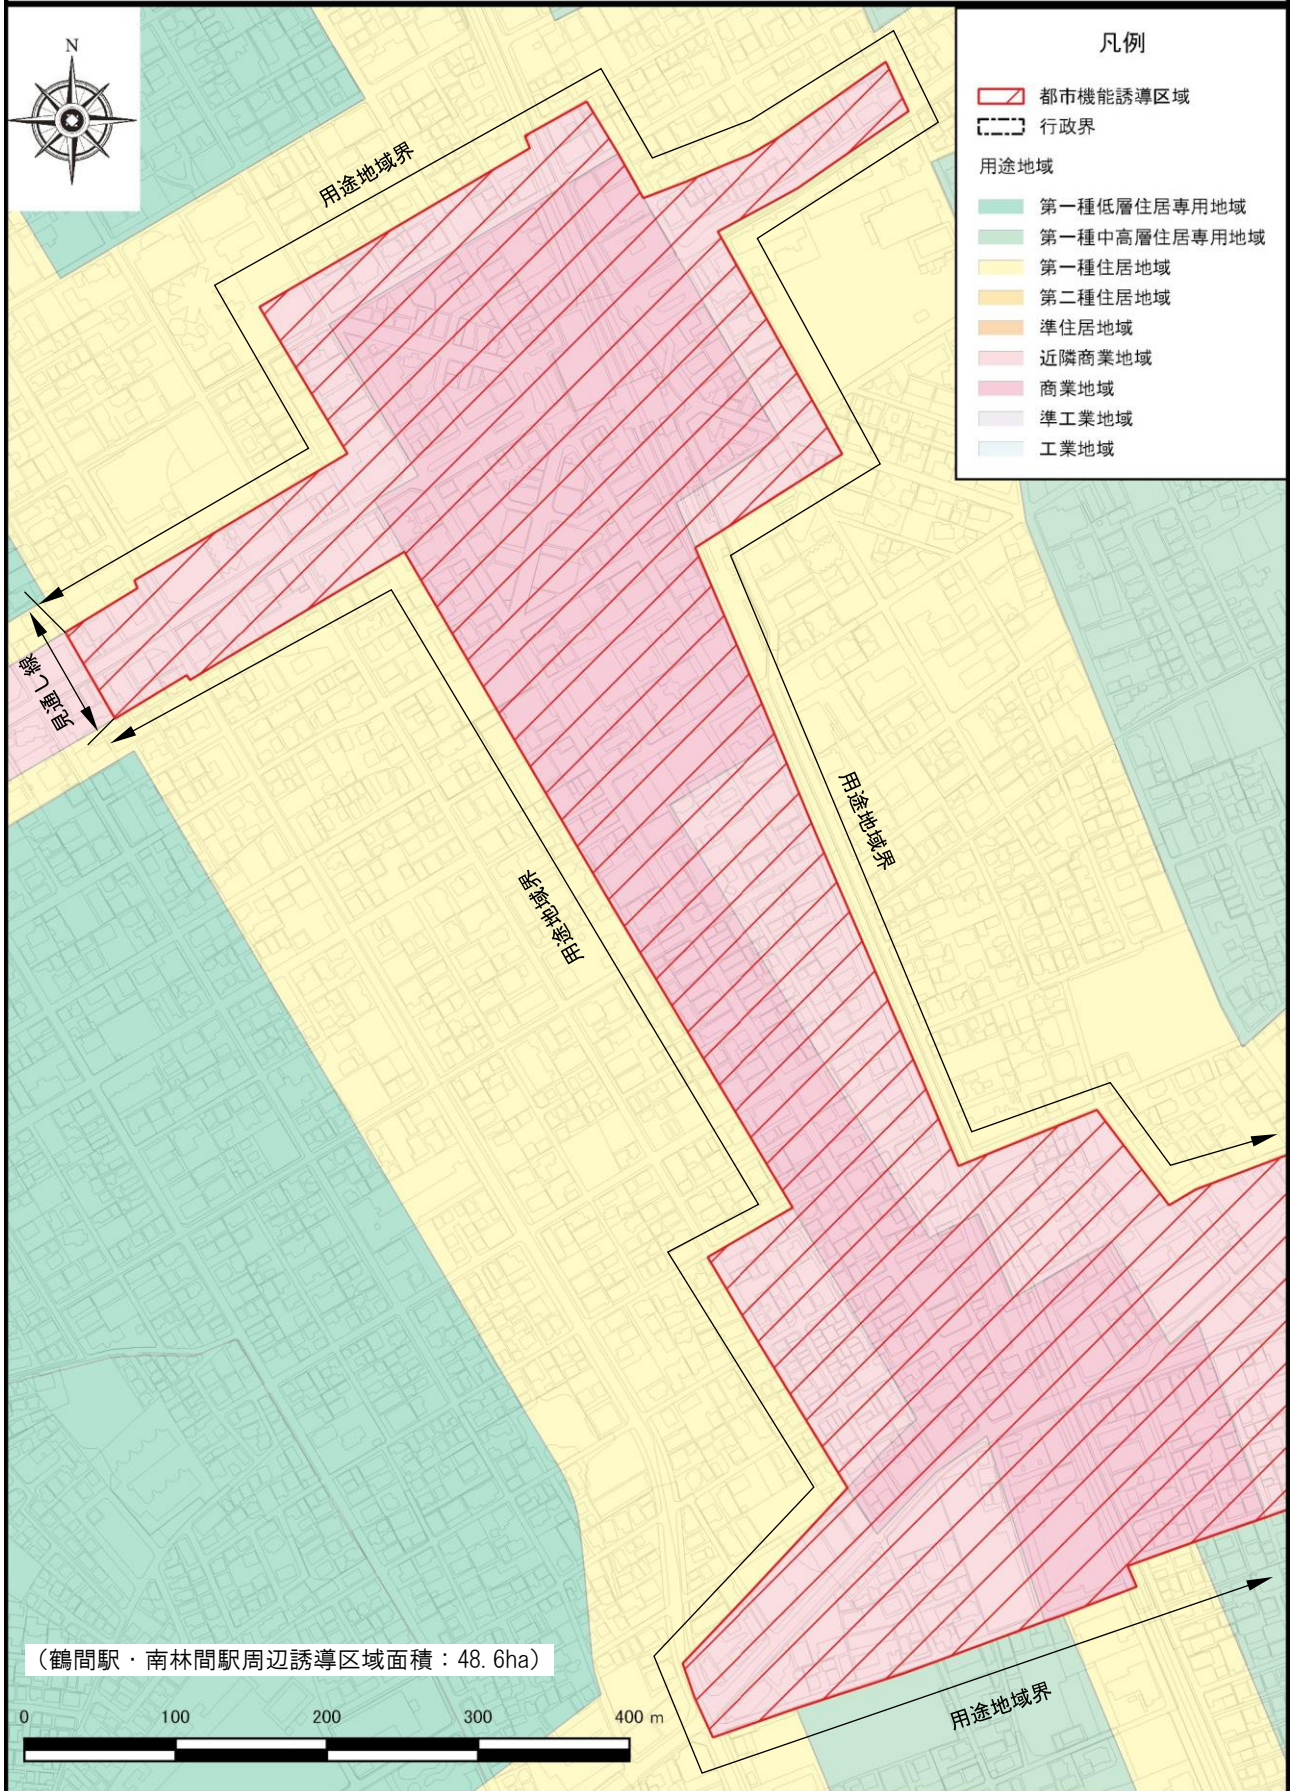 N
凡例
都市機能誘導区域
行政界
用途地域
第一種低層住居専用地域
第一種中高層住居専用地域
第一種住居地域
第二種住居地域
準住居地域
近隣商業地域
商業地域
準工業地域
工業地域
用途地域界
見通し線
用途地域界
用途地域界
用途地域界
（鶴間駅・南林間駅周辺誘導区域面積：48.6ha）
0 100 200 300 400 m